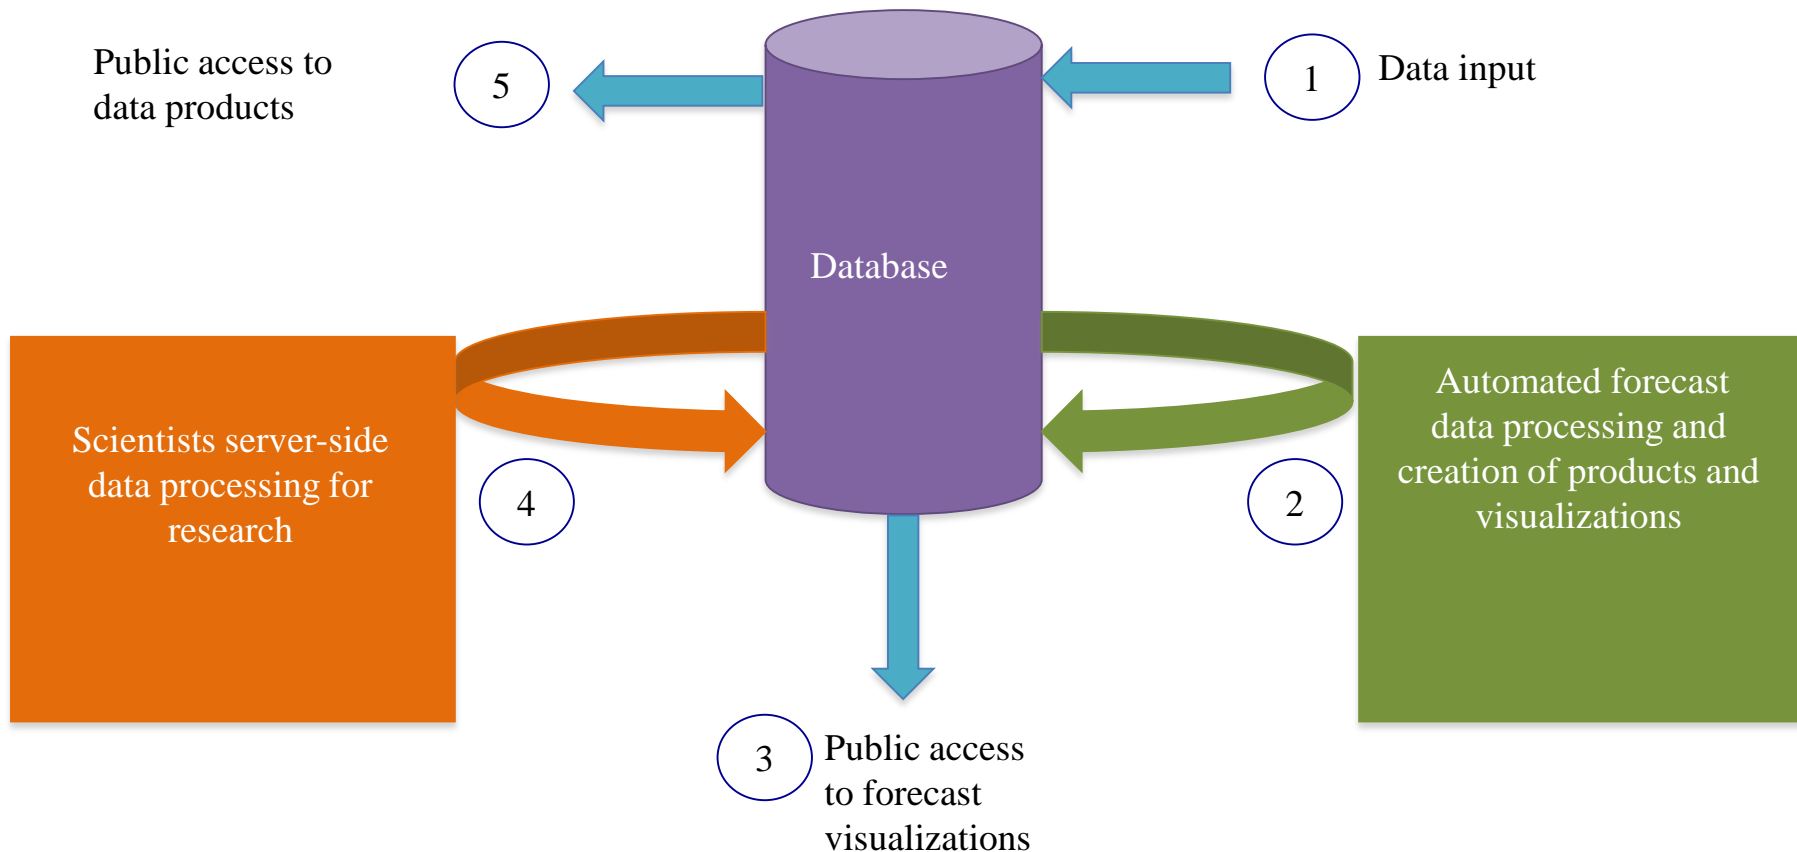 Public access to
data products
5
1
Data input
Database
Scientists server-side
data processing for
research
4
2
Automated forecast
data processing and
creation of products and
visualizations
3
Public access
to forecast
visualizations